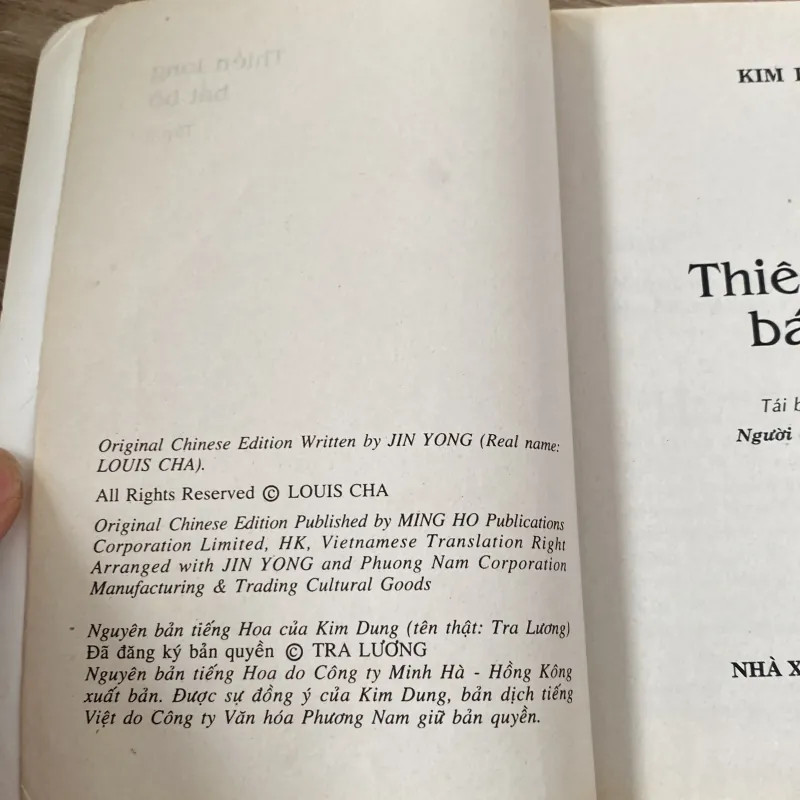 Original Chinese Edition Written by JIN YONG (Real name:
LOUIS CHA).
All Rights Reserved © LOUIS CHA
Original Chinese Edition Published by MING HO Publications
Corporation Limited, HK, Vietnamese Translation Right
Arranged with JIN YONG and Phuong Nam Corporation
Manufacturing & Trading Cultural Goods
Nguyên bản tiếng Hoa của Kim Dung (tên thật: Tra Lương)
Đã đăng ký bản quyền © TRA LƯƠNG
Nguyên bản tiếng Hoa do Công ty Minh Hà - Hồng Kông
xuất bản. Được sự đồng ý của Kim Dung, bản dịch tiếng
Việt do Công ty Văn hóa Phương Nam giữ bản quyền.
KIM
Thiê
bá
Tái b
Người
NHÀ X